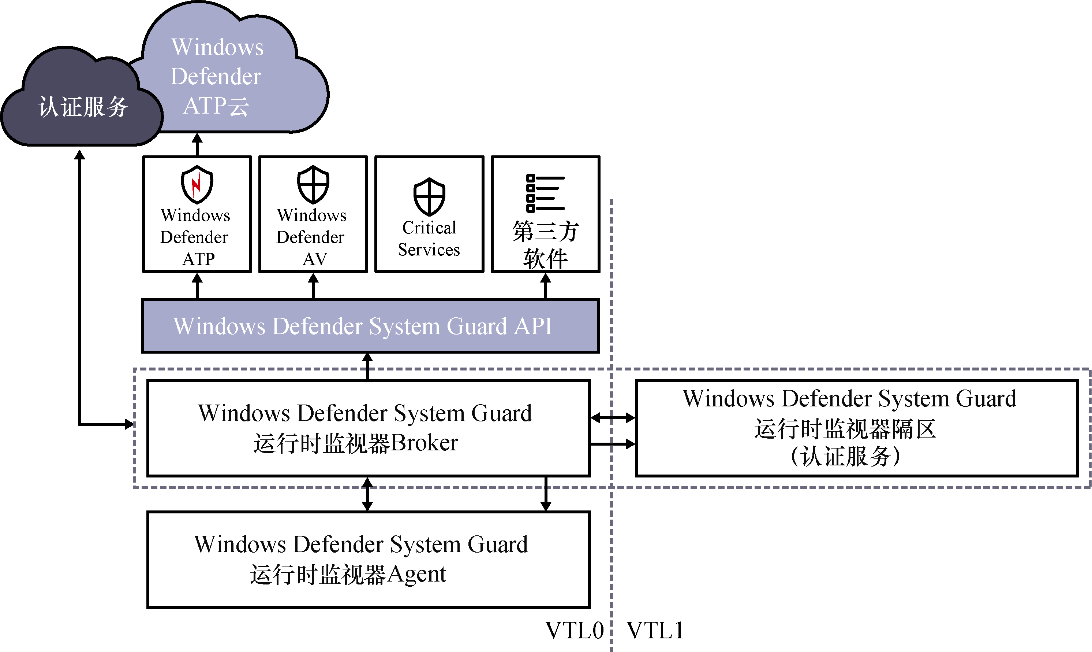 Windows
Defender
ATP云
认证服务
Windows
Defender
ATP
Windows
Defender
AV
Critical
Services
第三方
软件
Windows Defender System Guard API
Windows Defender System Guard
运行时监视器Broker
Windows Defender System Guard
运行时监视器隔区
（认证服务）
Windows Defender System Guard
运行时监视器Agent
VTL0
VTL1